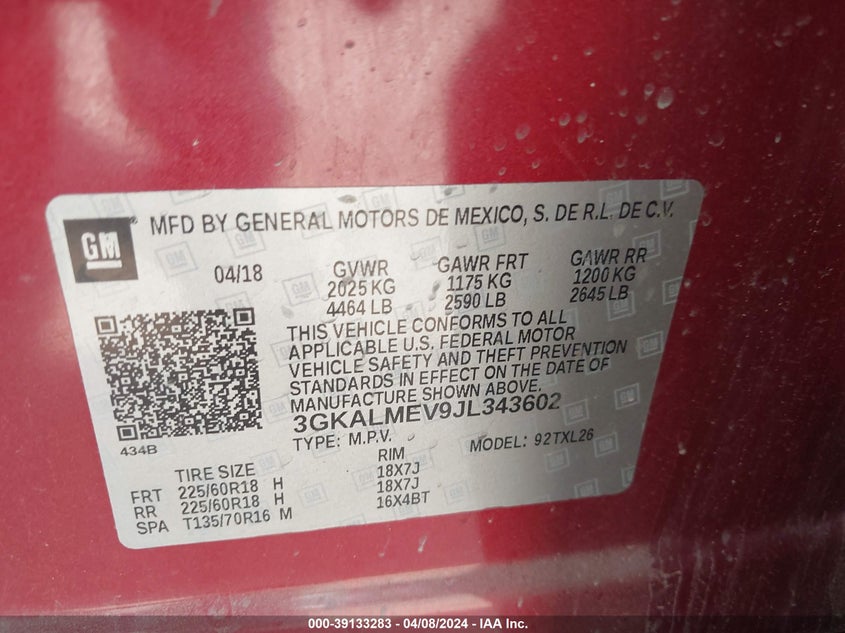 GM
MFD BY GENERAL MOTORS DE MEXICO, S. DE R.L. DE C.V.
04/18 GVWR GAWR FRT GAWR RR
2025 KG 1175 KG 1200 KG
4464 LB 2590 LB 2645 LB
THIS VEHICLE CONFORMS TO ALL
APPLICABLE U.S. FEDERAL MOTOR
VEHICLE SAFETY AND THEFT PREVENTION
STANDARDS IN EFFECT ON THE DATE OF
MANUFACTURE SHOWN ABOVE.
3GKALMEV9JL343602
434B TYPE: M.P.V. MODEL: 92TXL26
TIRE SIZE RIM
FRT 225/60R18 H 18X7J
RR 225/60R18 H 18X7J
SPA T135/70R16 M 16X4BT
000-39133283 - 04/08/2024 - IAA Inc.